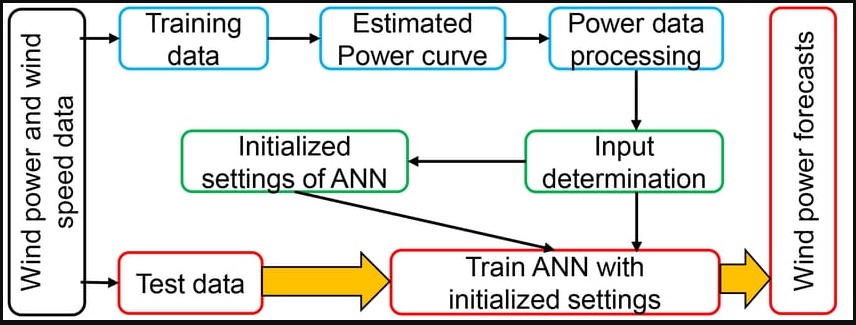 Wind power and wind
speed data
Training
data
Estimated
Power curve
Power data
processing
Initialized
settings of ANN
Input
determination
Test data
Train ANN with
initialized settings
Wind power forecasts